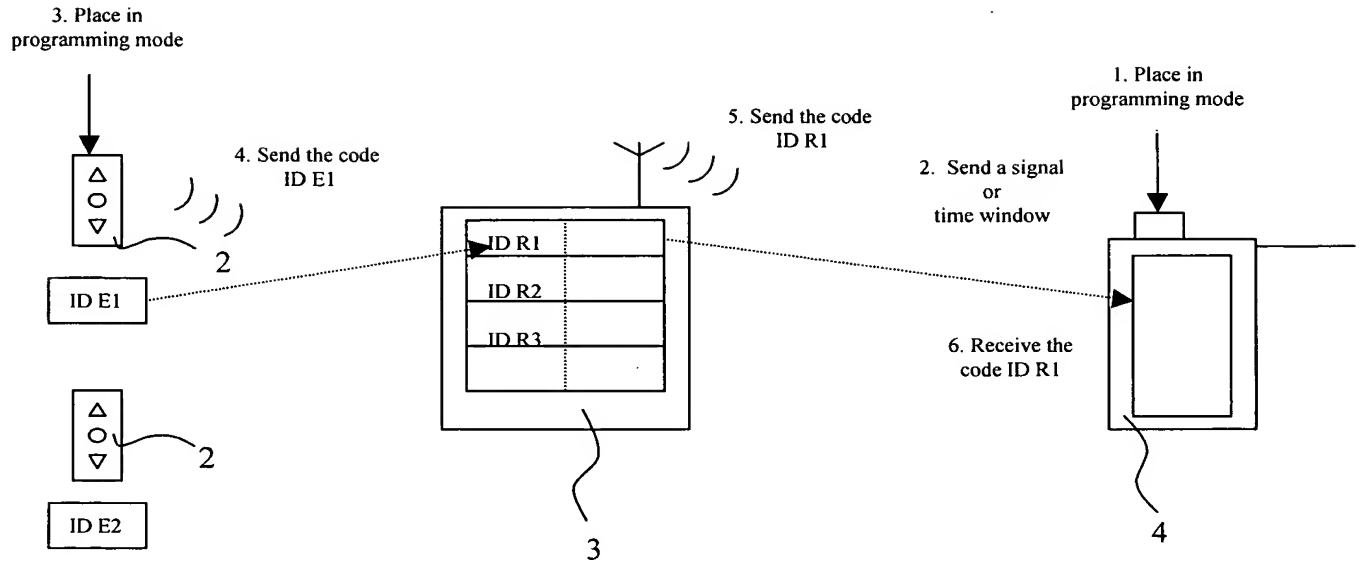 3. Place in
programming mode
1. Place in
programming mode
5. Send the code
ID R1
4. Send the code
ID E1
2. Send a signal
or
time window
ID R1
2
ID E1
ID R2
ID R3
6. Receive the
code ID R1
2
ID E2
3
4